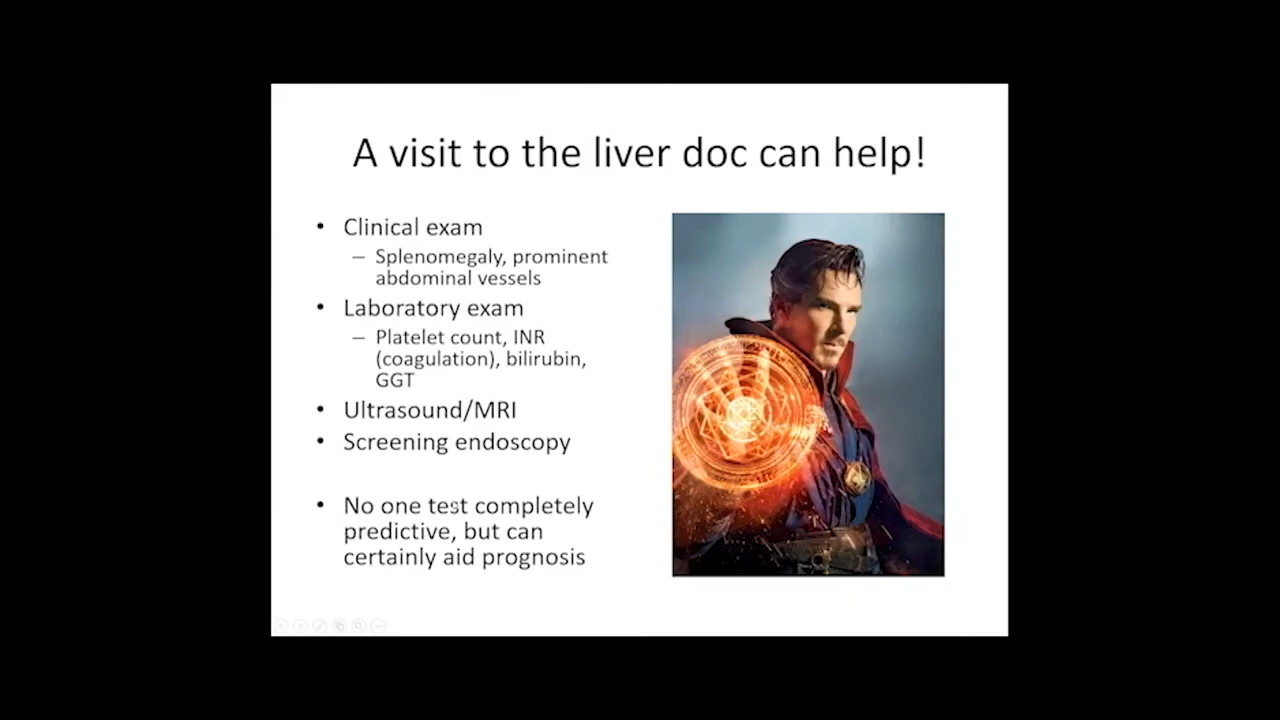 A visit to the liver doc can help!
• Clinical exam
– Splenomegaly, prominent
abdominal vessels
• Laboratory exam
– Platelet count, INR
(coagulation), bilirubin,
GGT
• Ultrasound/MRI
• Screening endoscopy
• No one test completely
predictive, but can
certainly aid prognosis